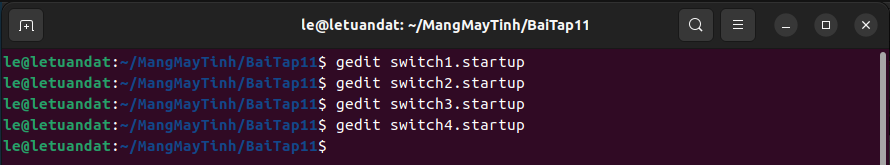 le@letuandat: ~/MangMayTinh/BaiTap11
le@letuandat:~/MangMayTinh/BaiTap11$ gedit switch1.startup
le@letuandat:~/MangMayTinh/BaiTap11$ gedit switch2.startup
le@letuandat:~/MangMayTinh/BaiTap11$ gedit switch3.startup
le@letuandat:~/MangMayTinh/BaiTap11$ gedit switch4.startup
le@letuandat:~/MangMayTinh/BaiTap11$